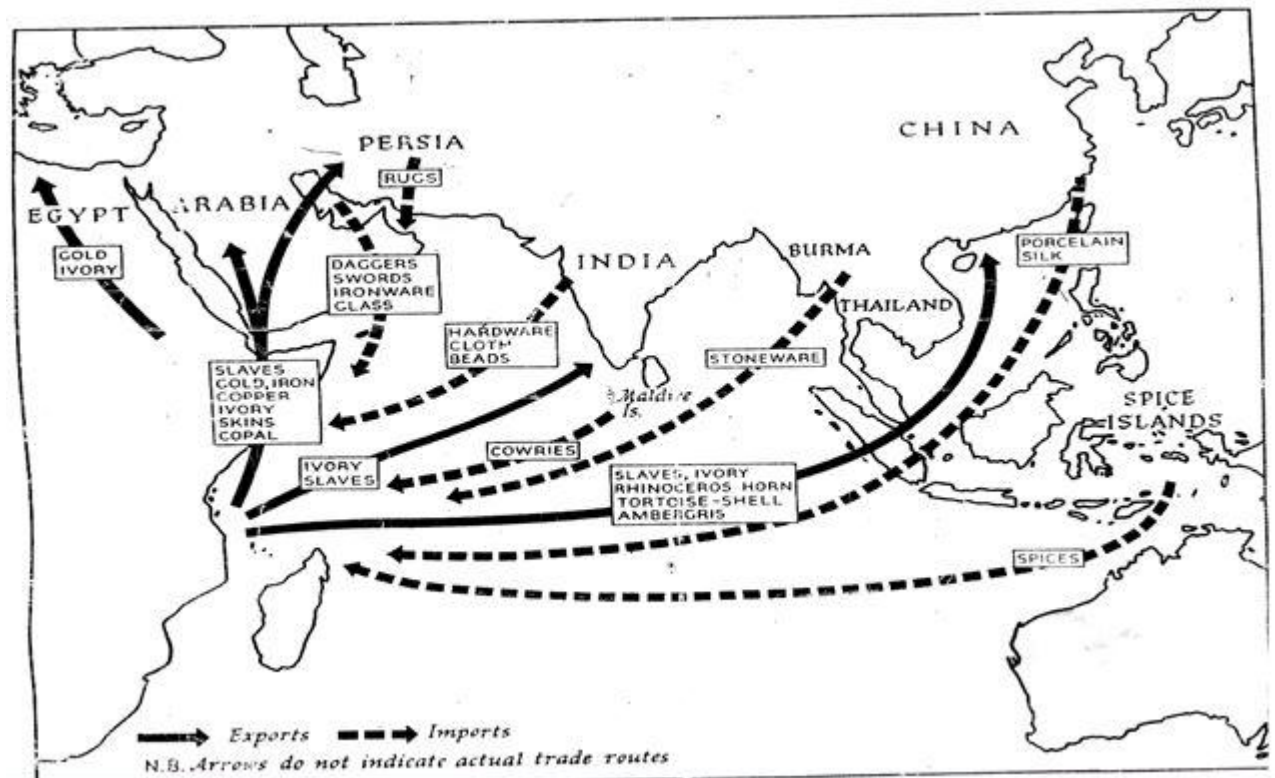 PERSIA
RUGS
CHINA
EGYPT
ARABIA
GOLD
IVORY
DAGGERS
SWORDS
IRONWARE
GLASS
INDIA
BURMA
PORCELAIN
SILK
THAILAND
HARDWARE
CLOTH
BEADS
STONEWARE
SLAVES
GOLD, IRON
COPPER
IVORY
SKINS
COPAL
Maldive
Is.
SPICE
ISLANDS
COWRIES
IVORY
SLAVES
SLAVES, IVORY
RHINOCEROS HORN
TORTOISE-SHELL
AMBERGRIS
SPICES
Exports Imports
N.B. Arrows do not indicate actual trade routes